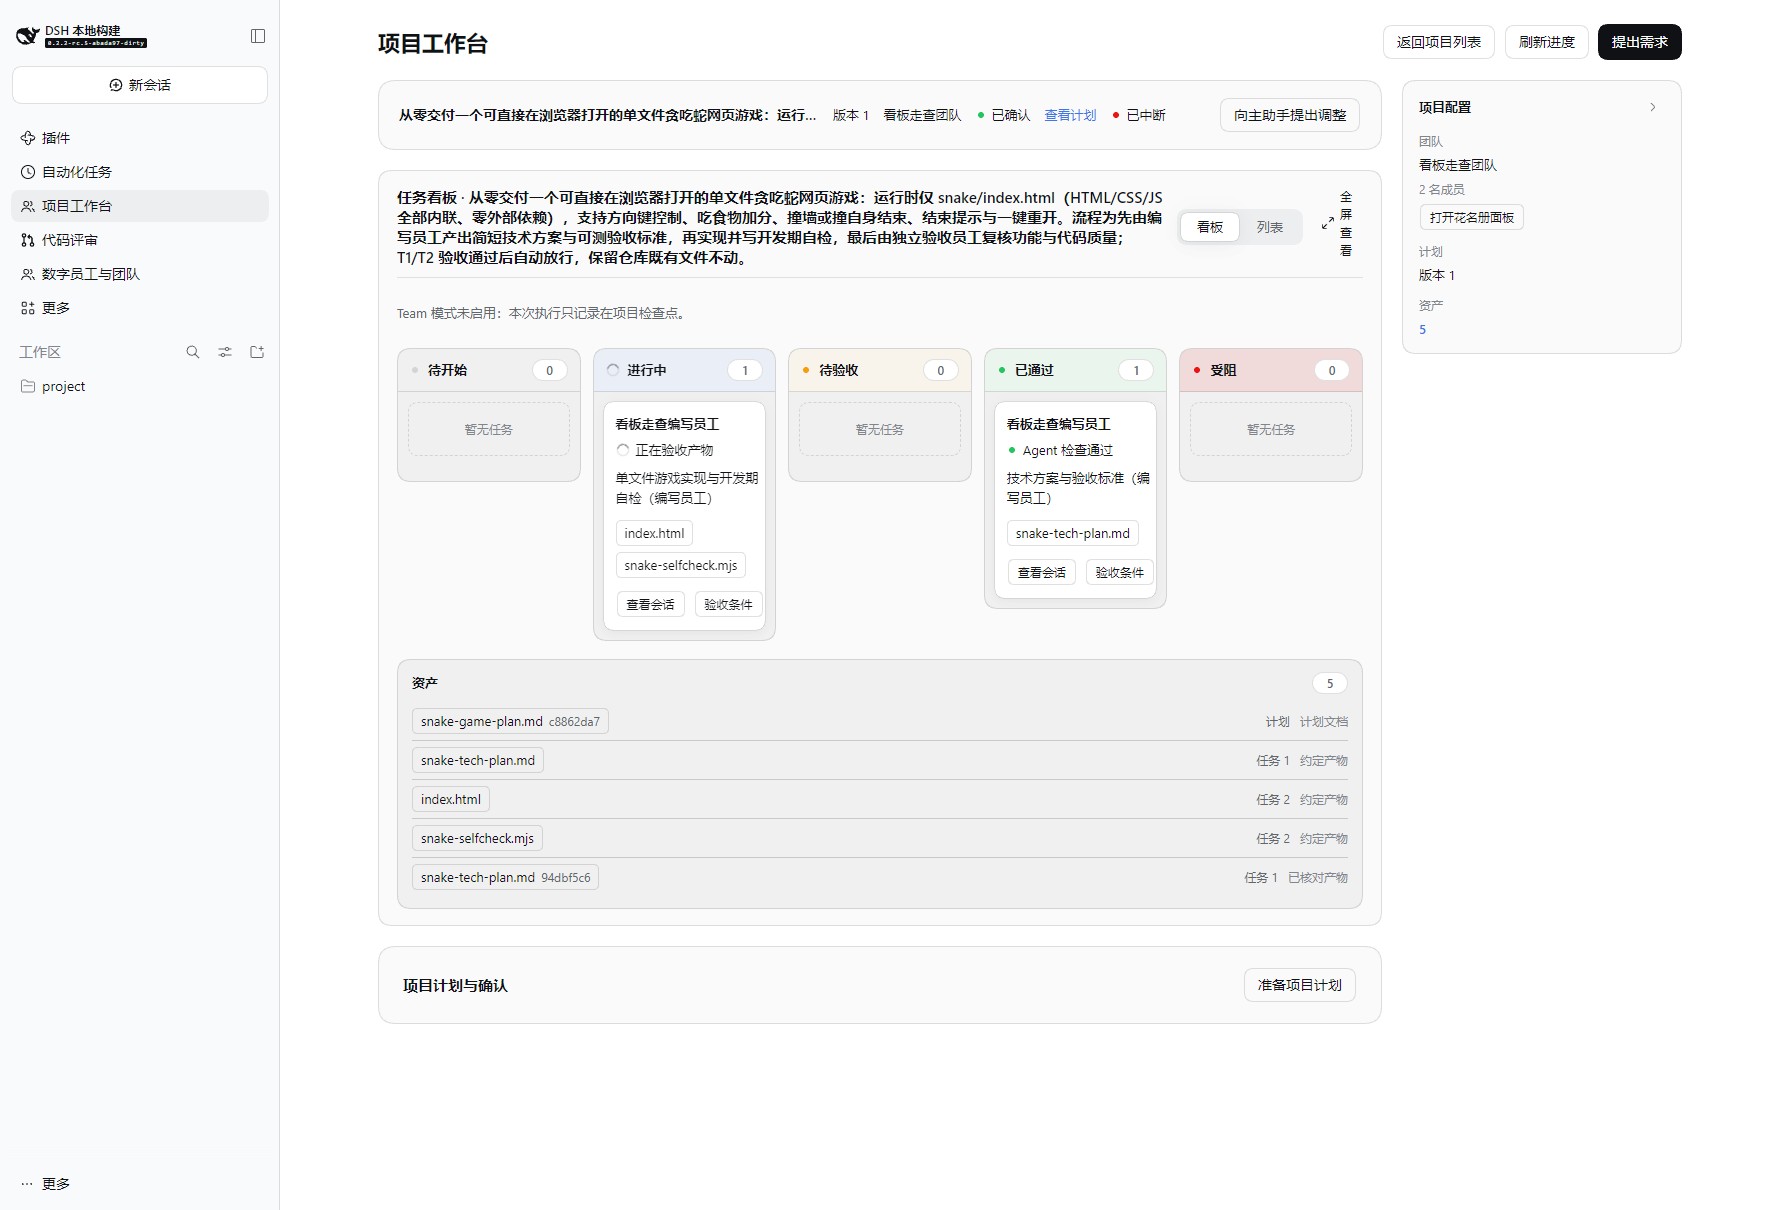 DSH 本地构建
0.3.2-rc.5-abada97-dirty
新会话
插件
自动化任务
项目工作台
代码评审
数字员工与团队
更多
工作区
project
更多
项目工作台
返回项目列表
刷新进度
提出需求
从零交付一个可直接在浏览器打开的单文件贪吃蛇网页游戏：运行... 版本 1 看板走查团队 已确认 查看计划 已中断
向主助手提出调整
任务看板 · 从零交付一个可直接在浏览器打开的单文件贪吃蛇网页游戏：运行时仅 snake/index.html（HTML/CSS/JS
全部内联、零外部依赖），支持方向键控制、吃食物加分、撞墙或撞自身结束、结束提示与一键重开。流程为先由编
写员工产出简短技术方案与可测验收标准，再实现并写开发期自检，最后由独立验收员工复核功能与代码质量；
T1/T2 验收通过后自动放行，保留仓库既有文件不动。
看板
列表
全
屏
查
看
Team 模式未启用：本次执行只记录在项目检查点。
待开始 0
暂无任务
进行中 1
看板走查编写员工
正在验收产物
单文件游戏实现与开发期
自检（编写员工）
index.html
snake-selfcheck.mjs
查看会话 验收条件
待验收 0
暂无任务
已通过 1
看板走查编写员工
Agent 检查通过
技术方案与验收标准（编
写员工）
snake-tech-plan.md
查看会话 验收条件
受阻 0
暂无任务
资产 5
snake-game-plan.md c8862da7 计划 计划文档
snake-tech-plan.md 任务 1 约定产物
index.html 任务 2 约定产物
snake-selfcheck.mjs 任务 2 约定产物
snake-tech-plan.md 94dbf5c6 任务 1 已核对产物
项目计划与确认
准备项目计划
项目配置
团队
看板走查团队
2 名成员
打开花名册面板
计划
版本 1
资产
5